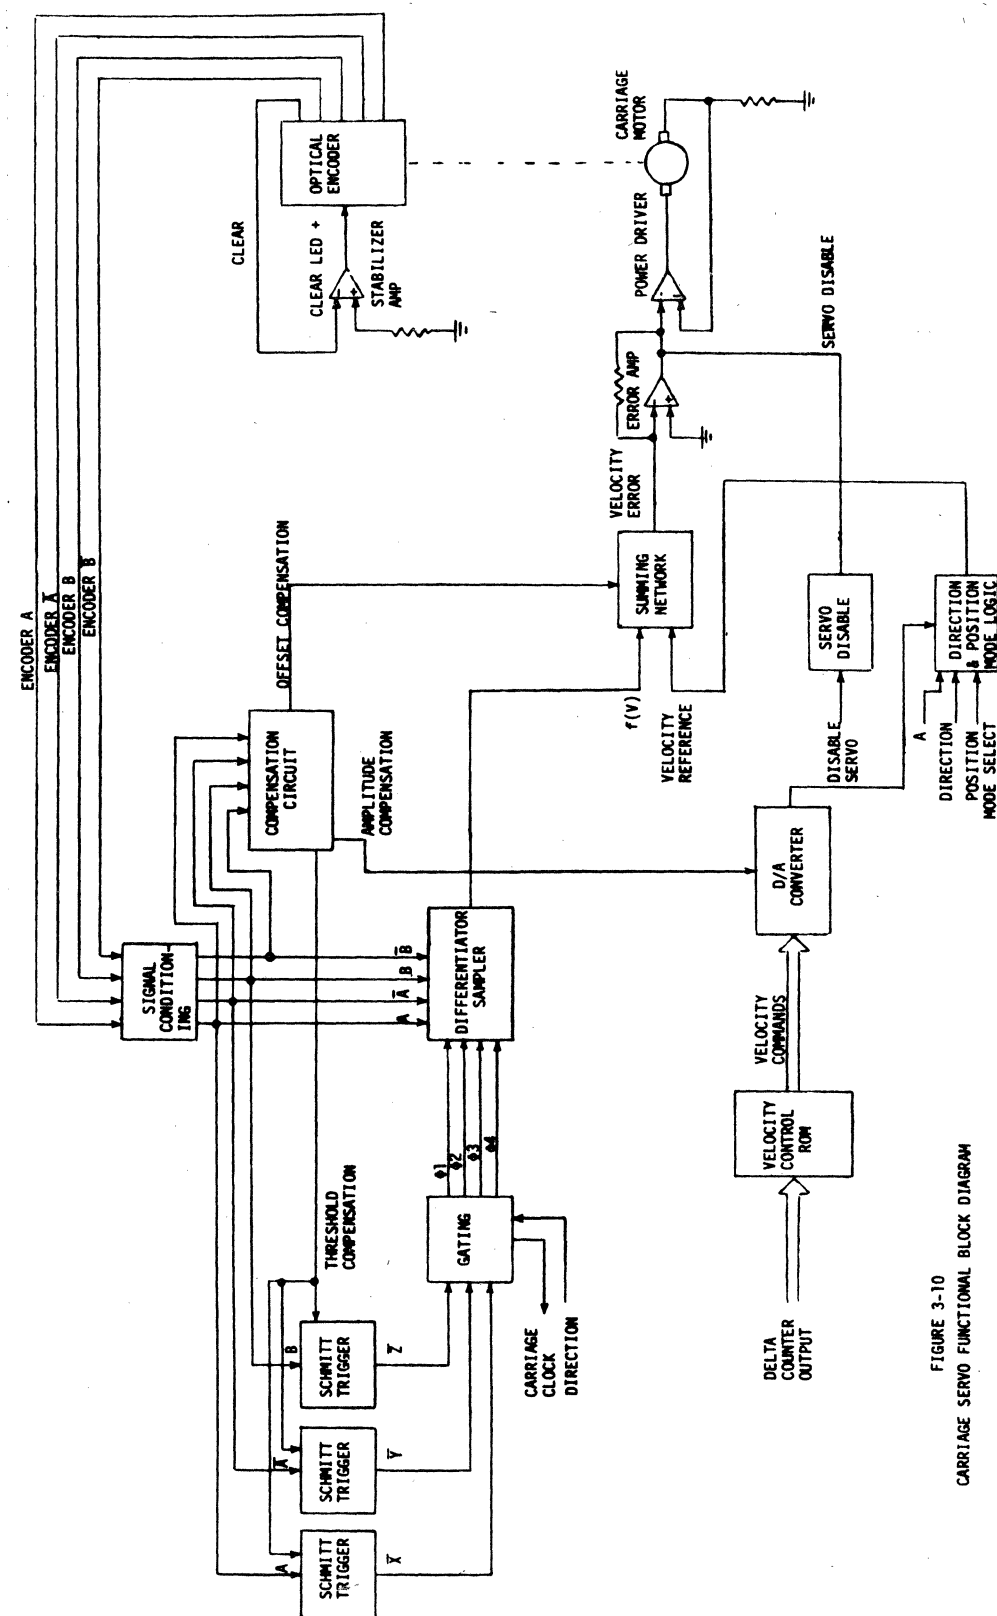 ENCODER A
ENCODER A̅
ENCODER B
ENCODER B̅
CLEAR
CLEAR LED +
OPTICAL
ENCODER
STABILIZER
AMP
CARRIAGE
MOTOR
POWER DRIVER
ERROR AMP
SERVO DISABLE
VELOCITY
ERROR
OFFSET COMPENSATION
SUMMING
NETWORK
f(V)
VELOCITY
REFERENCE
SERVO
DISABLE
DISABLE
SERVO
DIRECTION
& POSITION
MODE LOGIC
A
DIRECTION
POSITION
MODE SELECT
COMPENSATION
CIRCUIT
AMPLITUDE
COMPENSATION
D/A
CONVERTER
SIGNAL
CONDITION-
ING
A
A̅
B
B̅
DIFFERENTIATOR
SAMPLER
VELOCITY
COMMANDS
VELOCITY
CONTROL
ROM
DELTA
COUNTER
OUTPUT
ϕ1
ϕ2
ϕ3
ϕ4
GATING
CARRIAGE
CLOCK
DIRECTION
THRESHOLD
COMPENSATION
B
SCHMITT
TRIGGER
Z̅
A̅
SCHMITT
TRIGGER
Y̅
A
SCHMITT
TRIGGER
X̅
FIGURE 3-10
CARRIAGE SERVO FUNCTIONAL BLOCK DIAGRAM